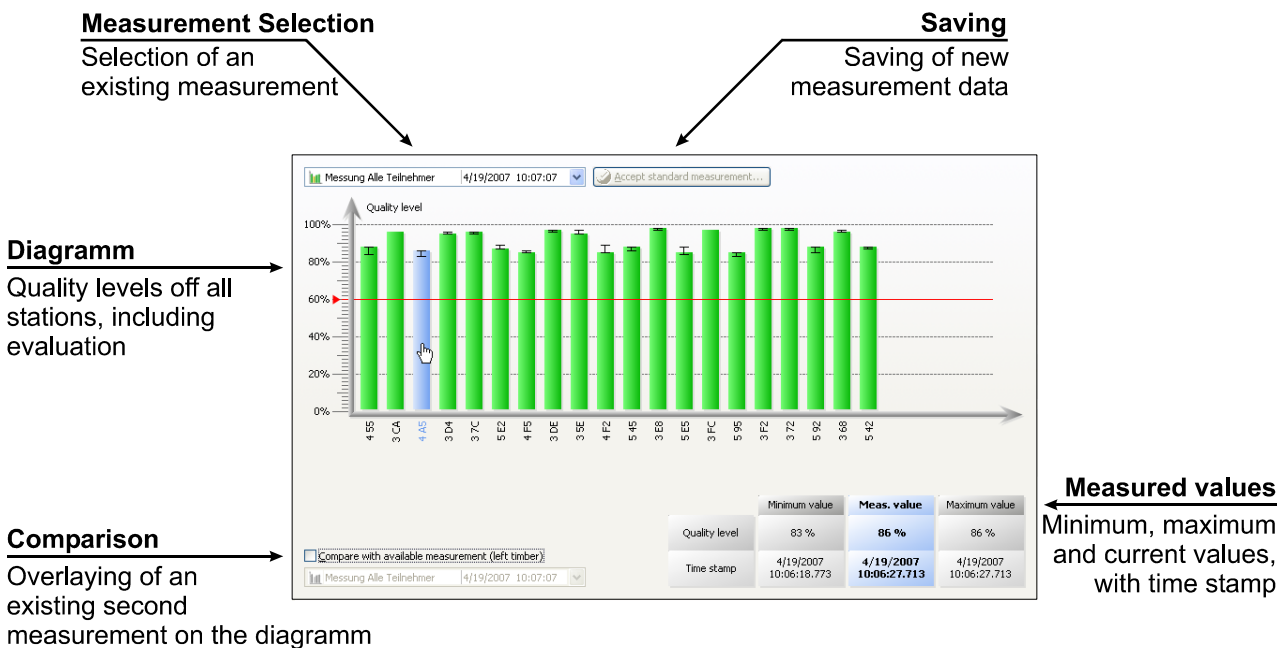 Measurement Selection
Selection of an
existing measurement
Saving
Saving of new
measurement data
Messung Alle Teilnehmer 4/19/2007 10:07:07
Accept standard measurement...
Quality level
100%
80%
60%
40%
20%
0%
4 55
3 CA
4 A5
3 D4
3 7C
5 E2
4 F5
3 DE
3 5E
4 F2
5 45
3 E8
5 E5
3 FC
5 95
3 F2
3 72
5 92
3 68
5 42
Diagramm
Quality levels off all
stations, including
evaluation
Minimum value Meas. value Maximum value
Quality level 83 % 86 % 86 %
Time stamp 4/19/2007 10:06:18.773 4/19/2007 10:06:27.713 4/19/2007 10:06:27.713
Measured values
Minimum, maximum
and current values,
with time stamp
Comparison
Overlaying of an
existing second
measurement on the diagramm
Compare with available measurement (left timber)
Messung Alle Teilnehmer 4/19/2007 10:07:07